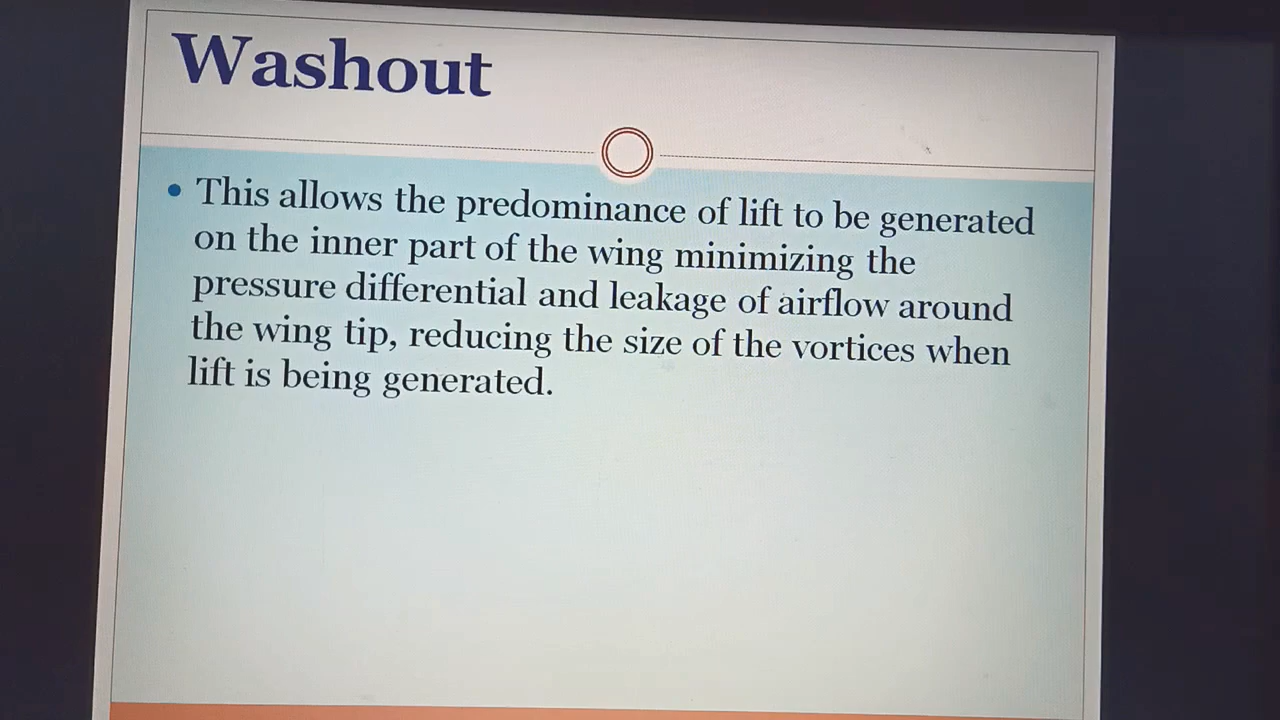 Washout
• This allows the predominance of lift to be generated
on the inner part of the wing minimizing the
pressure differential and leakage of airflow around
the wing tip, reducing the size of the vortices when
lift is being generated.